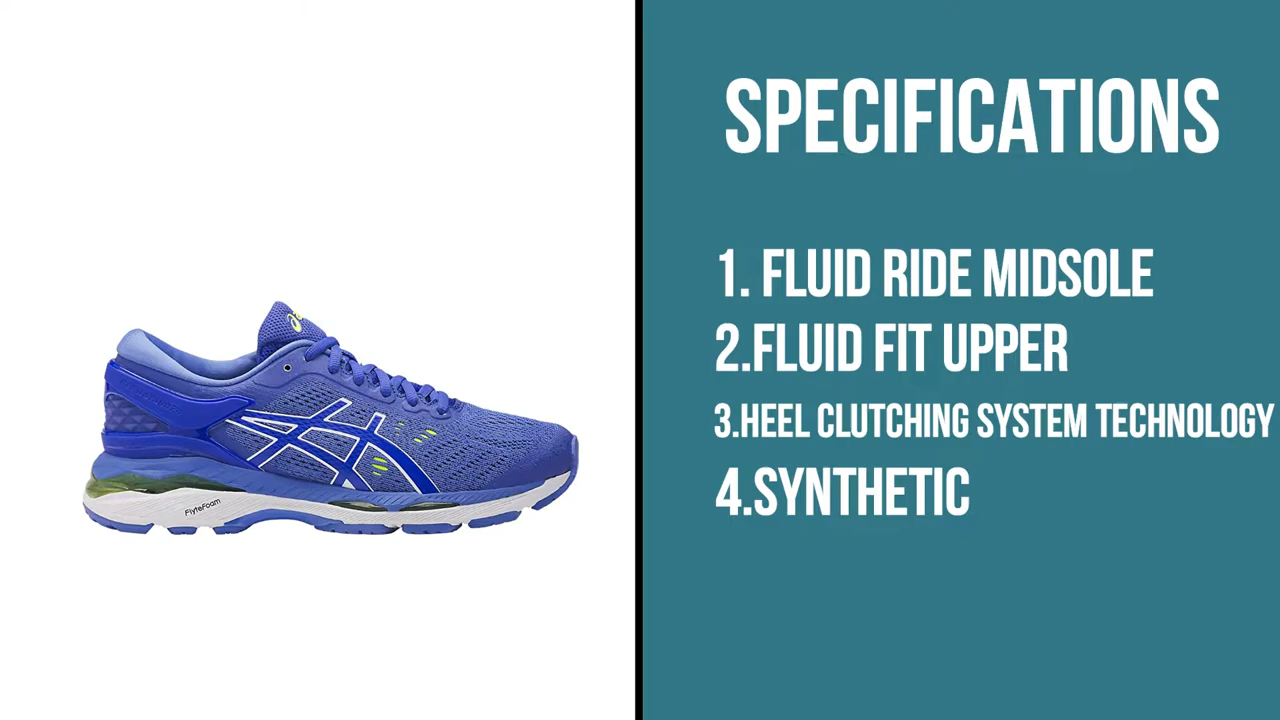 SPECIFICATIONS
1. FLUID RIDE MIDSOLE
2.FLUID FIT UPPER
3.HEEL CLUTCHING SYSTEM TECHNOLOGY
4.SYNTHETIC
FlyteFoam